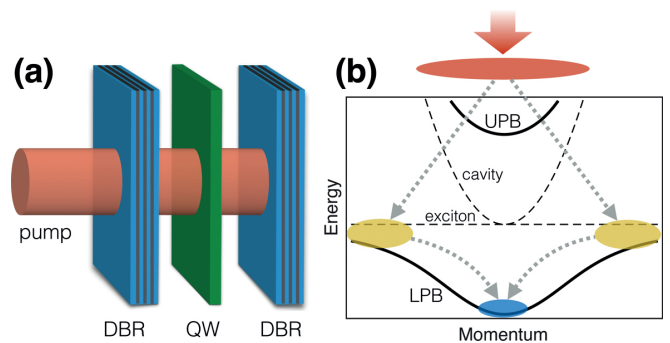 (a)
pump
DBR
QW
DBR
(b)
UPB
cavity
exciton
LPB
Energy
Momentum